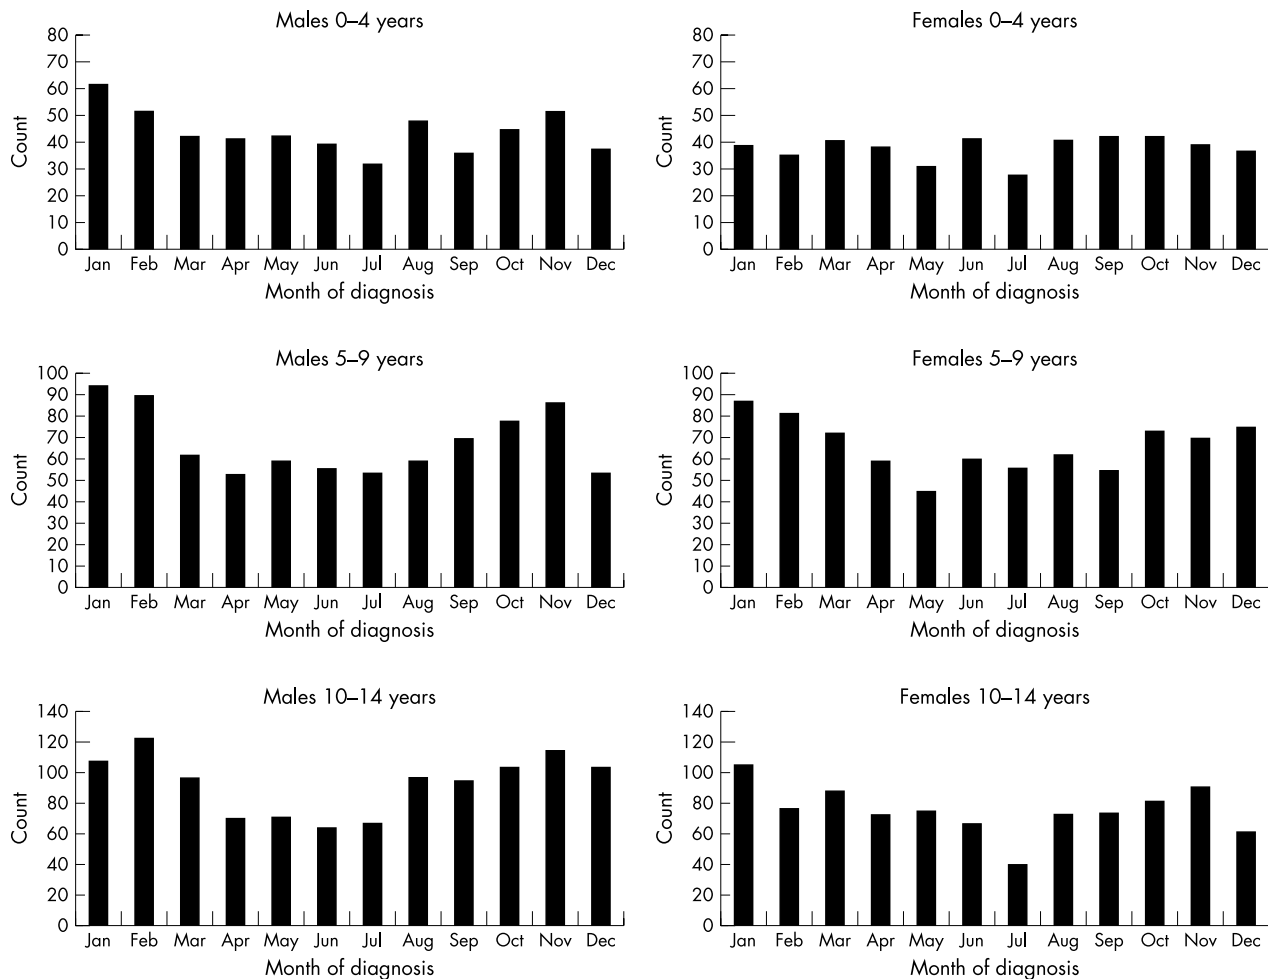 Males 0–4 years
80
70
60
50
40
30
20
10
0
Count
Jan Feb Mar Apr May Jun Jul Aug Sep Oct Nov Dec
Month of diagnosis
Females 0–4 years
80
70
60
50
40
30
20
10
0
Count
Jan Feb Mar Apr May Jun Jul Aug Sep Oct Nov Dec
Month of diagnosis
Males 5–9 years
100
90
80
70
60
50
40
30
20
10
0
Count
Jan Feb Mar Apr May Jun Jul Aug Sep Oct Nov Dec
Month of diagnosis
Females 5–9 years
100
90
80
70
60
50
40
30
20
10
0
Count
Jan Feb Mar Apr May Jun Jul Aug Sep Oct Nov Dec
Month of diagnosis
Males 10–14 years
140
120
100
80
60
40
20
0
Count
Jan Feb Mar Apr May Jun Jul Aug Sep Oct Nov Dec
Month of diagnosis
Females 10–14 years
140
120
100
80
60
40
20
0
Count
Jan Feb Mar Apr May Jun Jul Aug Sep Oct Nov Dec
Month of diagnosis